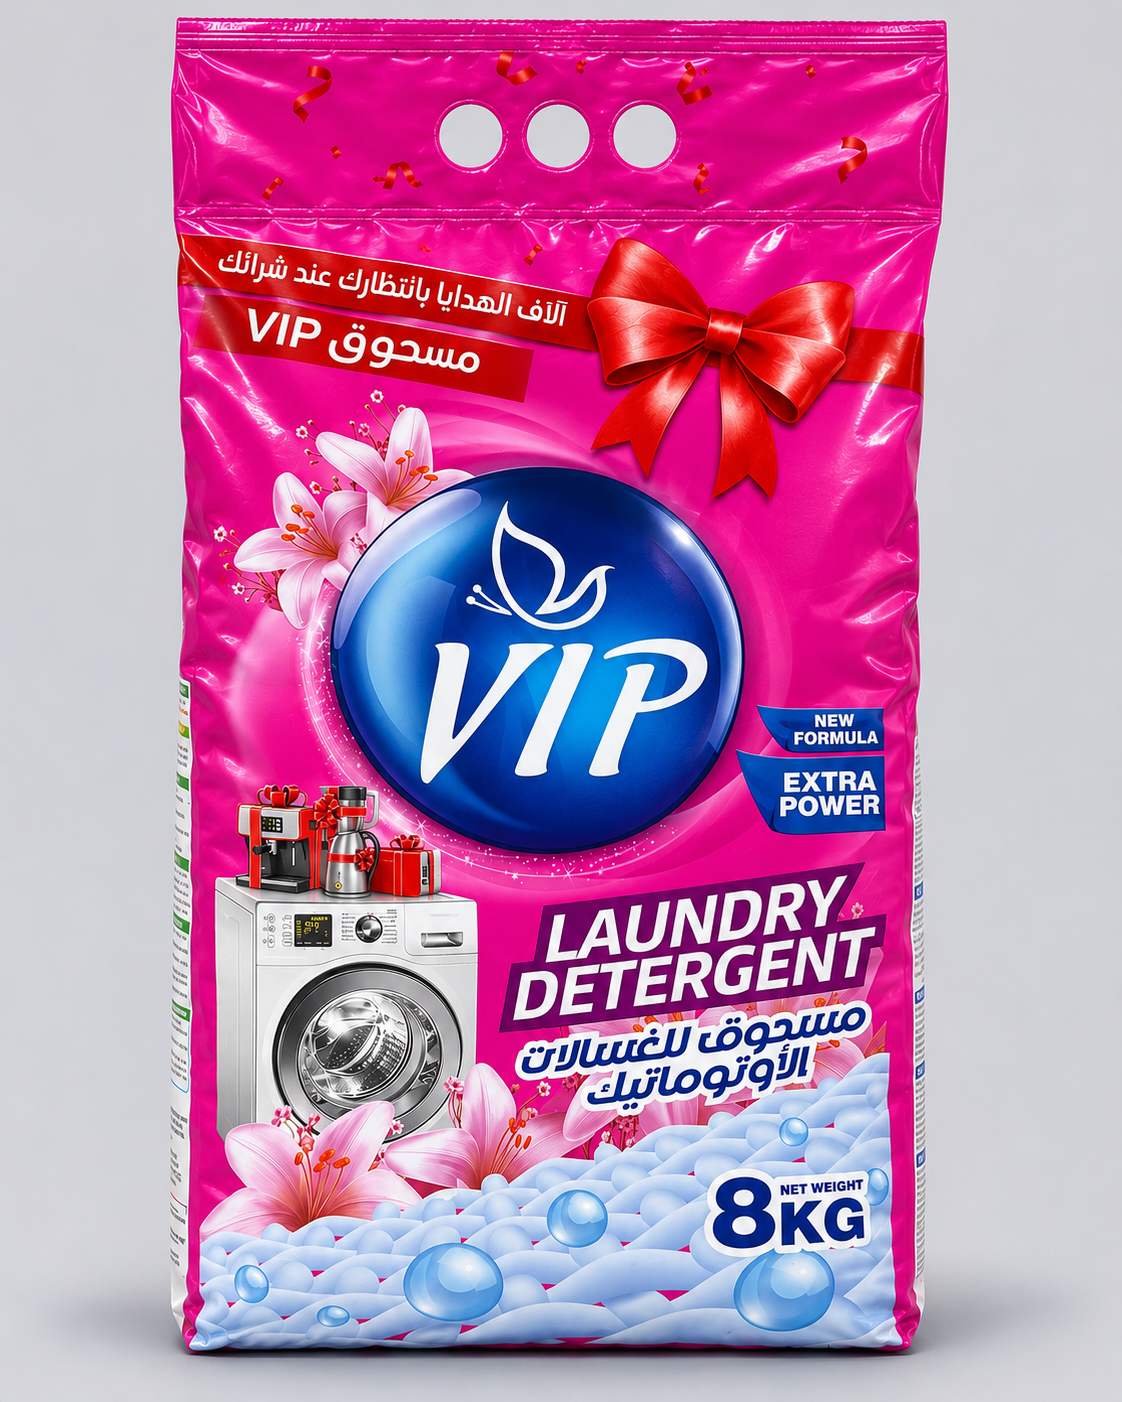 آلاف الهدايا بانتظارك عند شرائك
مسحوق VIP
VIP
NEW
FORMULA
EXTRA
POWER
LAUNDRY
DETERGENT
مسحوق للغسالات
الأوتوماتيك
8KG
NET WEIGHT